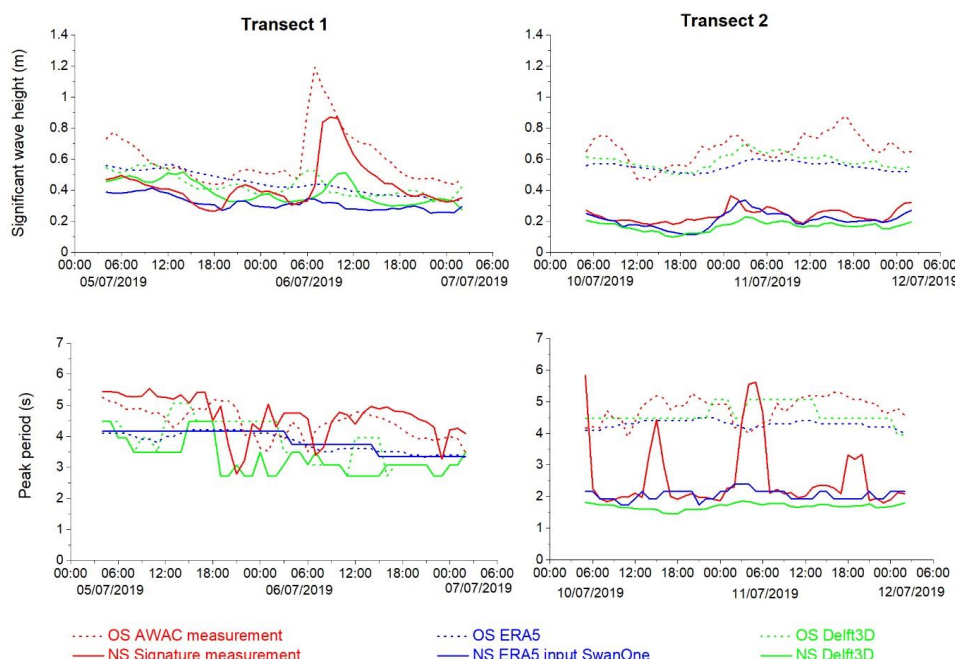 Transect 1
Transect 2
Significant wave height (m)
1.4
1.2
1
0.8
0.6
0.4
0.2
0
00:00 06:00 12:00 18:00 00:00 06:00 12:00 18:00 00:00 06:00
05/07/2019 06/07/2019 07/07/2019
1.4
1.2
1
0.8
0.6
0.4
0.2
0
00:00 06:00 12:00 18:00 00:00 06:00 12:00 18:00 00:00 06:00
10/07/2019 11/07/2019 12/07/2019
Peak period (s)
7
6
5
4
3
2
1
0
00:00 06:00 12:00 18:00 00:00 06:00 12:00 18:00 00:00 06:00
05/07/2019 06/07/2019 07/07/2019
7
6
5
4
3
2
1
0
00:00 06:00 12:00 18:00 00:00 06:00 12:00 18:00 00:00 06:00
10/07/2019 11/07/2019 12/07/2019
OS AWAC measurement OS ERA5 OS Delft3D
NS Signature measurement NS ERA5 input SwanOne NS Delft3D